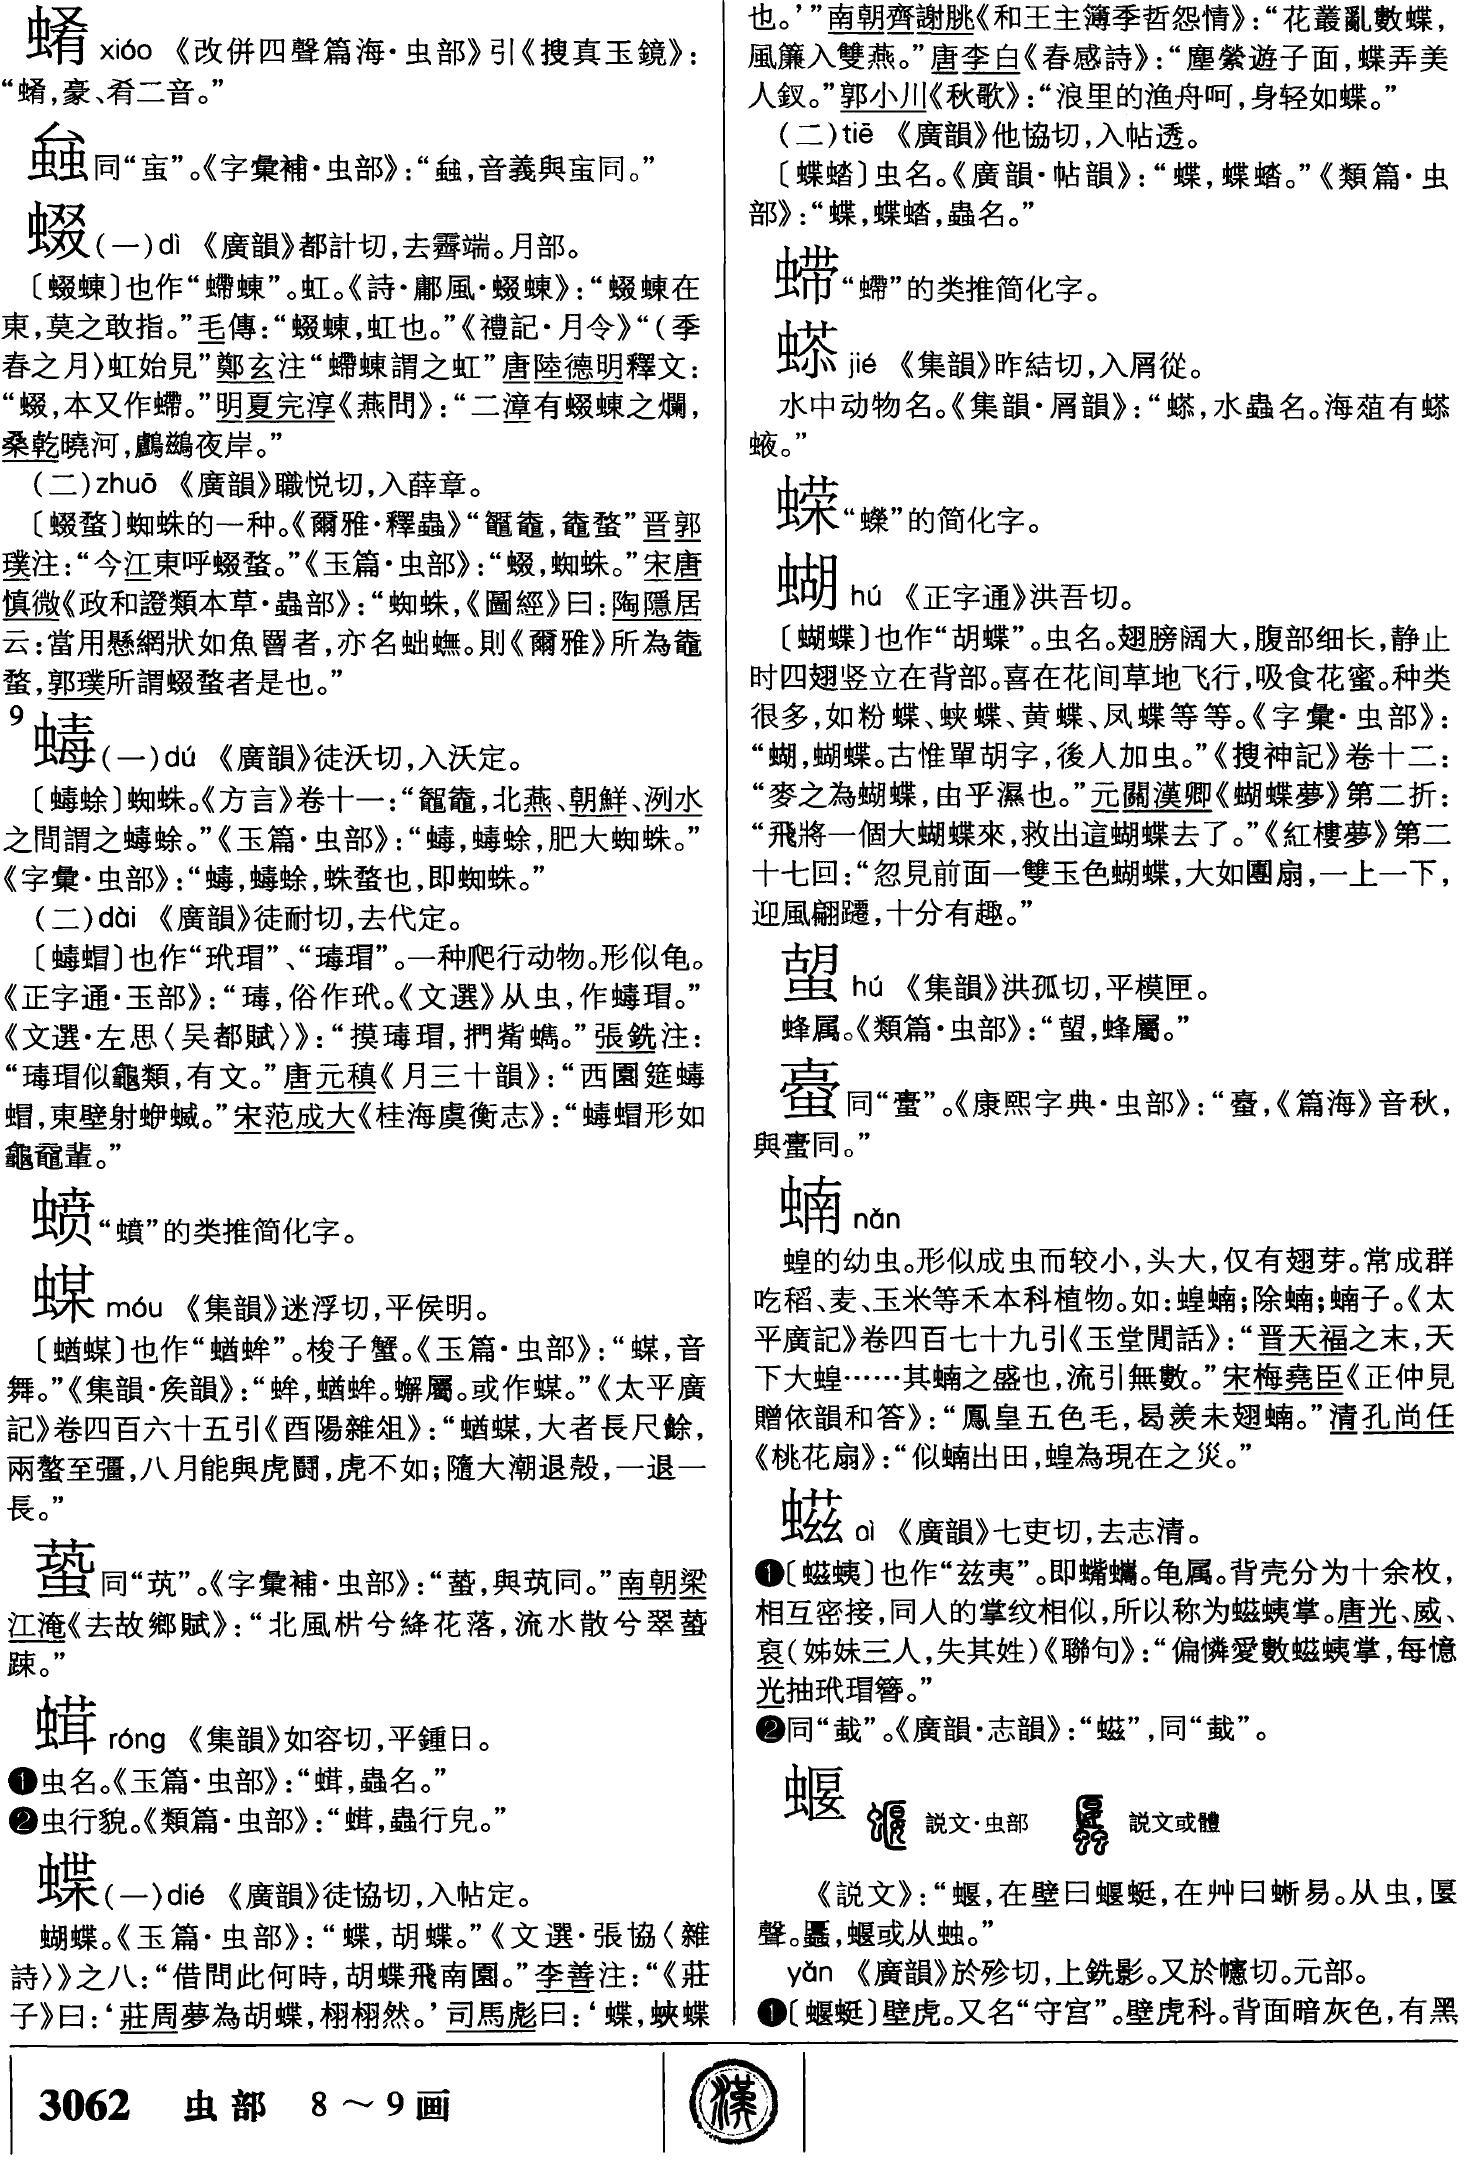 䗥 xiáo 《改併四聲篇海·虫部》引《搜真玉鏡》：
“䗥，豪、肴二音。”
同“䖟”。《字彙補·虫部》：“，音義與䖟同。”
蝃（一）dì 《廣韻》都計切，去霽端。月部。
〔蝃蝀〕也作“螮蝀”。虹。《詩·鄘風·蝃蝀》：“蝃蝀在
東，莫之敢指。”毛傳：“蝃蝀，虹也。”《禮記·月令》“（季
春之月）虹始見”鄭玄注“螮蝀謂之虹”唐陸德明釋文：
“蝃，本又作螮。”明夏完淳《燕問》：“二漳有蝃蝀之爛，
桑乾曉河，鸕鷀夜岸。”
（二）zhuō 《廣韻》職悦切，入薛章。
〔蝃蝥〕蜘蛛的一种。《爾雅·釋蟲》“鼅鼄，鼄蝥”晋郭
璞注：“今江東呼蝃蝥。”《玉篇·虫部》：“蝃，蜘蛛。”宋唐
慎微《政和證類本草·蟲部》：“蜘蛛，《圖經》曰：陶隱居
云：當用懸網狀如魚罾者，亦名蚍蟱。則《爾雅》所為鼄
蝥，郭璞所謂蝃蝥者是也。”
9
蝳（一）dú 《廣韻》徒沃切，入沃定。
〔蝳蜍〕蜘蛛。《方言》卷十一：“鼅鼄，北燕、朝鮮、洌水
之間謂之蝳蜍。”《玉篇·虫部》：“蝳，蝳蜍，肥大蜘蛛。”
《字彙·虫部》：“蝳，蝳蜍，蛛蝥也，即蜘蛛。”
（二）dài 《廣韻》徒耐切，去代定。
〔蝳蝐〕也作“玳瑁”、“瑇瑁”。一种爬行动物。形似龟。
《正字通·玉部》：“瑇，俗作玳。《文選》从虫，作蝳瑁。”
《文選·左思〈吴都賦〉》：“摸瑇瑁，捫觜蠵。”張銑注：
“瑇瑁似龜類，有文。”唐元稹《月三十韻》：“西園筵蝳
蝐，東壁射蛜蝛。”宋范成大《桂海虞衡志》：“蝳蝐形如
龜黿輩。”
“蟦”的类推简化字。
䗋 móu 《集韻》迷浮切，平侯明。
〔蝤䗋〕也作“蝤蛑”。梭子蟹。《玉篇·虫部》：“䗋，音
舞。”《集韻·矦韻》：“蛑，蝤蛑。蠏屬。或作䗋。”《太平廣
記》卷四百六十五引《酉陽雜俎》：“蝤䗋，大者長尺餘，
兩螯至彊，八月能與虎鬭，虎不如；隨大潮退殼，一退一
長。”
同“茿”。《字彙補·虫部》：“，與茿同。”南朝梁
江淹《去故鄉賦》：“北風㭊兮絳花落，流水散兮翠
疎。”
róng 《集韻》如容切，平鍾日。
❶虫名。《玉篇·虫部》：“，蟲名。”
❷虫行貌。《類篇·虫部》：“，蟲行皃。”
蝶（一）dié 《廣韻》徒協切，入帖定。
蝴蝶。《玉篇·虫部》：“蝶，胡蝶。”《文選·張協〈雜
詩〉》之八：“借問此何時，胡蝶飛南園。”李善注：“《莊
子》曰：‘莊周夢為胡蝶，栩栩然。’司馬彪曰：‘蝶，蛺蝶
也。’”南朝齊謝朓《和王主簿季哲怨情》：“花叢亂數蝶，
風簾入雙燕。”唐李白《春感詩》：“塵縈遊子面，蝶弄美
人釵。”郭小川《秋歌》：“浪里的渔舟呵，身轻如蝶。”
（二）tiē 《廣韻》他協切，入帖透。
〔蝶䗩〕虫名。《廣韻·帖韻》：“蝶，蝶䗩。”《類篇·虫
部》：“蝶，蝶䗩，蟲名。”
“螮”的类推简化字。
jié 《集韻》昨結切，入屑從。
水中动物名。《集韻·屑韻》：“，水蟲名。海葅有
䗈。”
蝾“蠑”的简化字。
蝴 hú 《正字通》洪吾切。
〔蝴蝶〕也作“胡蝶”。虫名。翅膀阔大，腹部细长，静止
时四翅竖立在背部。喜在花间草地飞行，吸食花蜜。种类
很多，如粉蝶、蛱蝶、黄蝶、凤蝶等等。《字彙·虫部》：
“蝴，蝴蝶。古惟單胡字，後人加虫。”《搜神記》卷十二：
“麥之為蝴蝶，由乎濕也。”元關漢卿《蝴蝶夢》第二折：
“飛將一個大蝴蝶來，救出這蝴蝶去了。”《紅樓夢》第二
十七回：“忽見前面一雙玉色蝴蝶，大如團扇，一上一下，
迎風翩躚，十分有趣。”
hú 《集韻》洪孤切，平模匣。
蜂属。《類篇·虫部》：“，蜂屬。”
同“蠹”。《康熙字典·虫部》：“，《篇海》音秋，
與蠹同。”
蝻 nǎn
蝗的幼虫。形似成虫而较小，头大，仅有翅芽。常成群
吃稻、麦、玉米等禾本科植物。如：蝗蝻；除蝻；蝻子。《太
平廣記》卷四百七十九引《玉堂閒話》：“晋天福之末，天
下大蝗……其蝻之盛也，流引無數。”宋梅堯臣《正仲見
贈依韻和答》：“鳳皇五色毛，曷羡未翅蝻。”清孔尚任
《桃花扇》：“似蝻出田，蝗為現在之災。”
螆 cì 《廣韻》七吏切，去志清。
❶〔螆蛦〕也作“兹夷”。即蟕蠵。龟属。背壳分为十余枚，
相互密接，同人的掌纹相似，所以称为螆蛦掌。唐光、威、
裒（姊妹三人，失其姓）《聯句》：“偏憐愛數螆蛦掌，每憶
光抽玳瑁簪。”
❷同“蛓”。《廣韻·志韻》：“螆”，同“蛓”。
蝘 説文·虫部 説文或體
《説文》：“蝘，在壁曰蝘蜓，在艸曰蜥易。从虫，匽
聲。，蝘或从䖵。”
yǎn 《廣韻》於殄切，上銑影。又於幰切。元部。
❶〔蝘蜓〕壁虎。又名“守宫”。壁虎科。背面暗灰色，有黑
3062 虫部 8～9画
漢